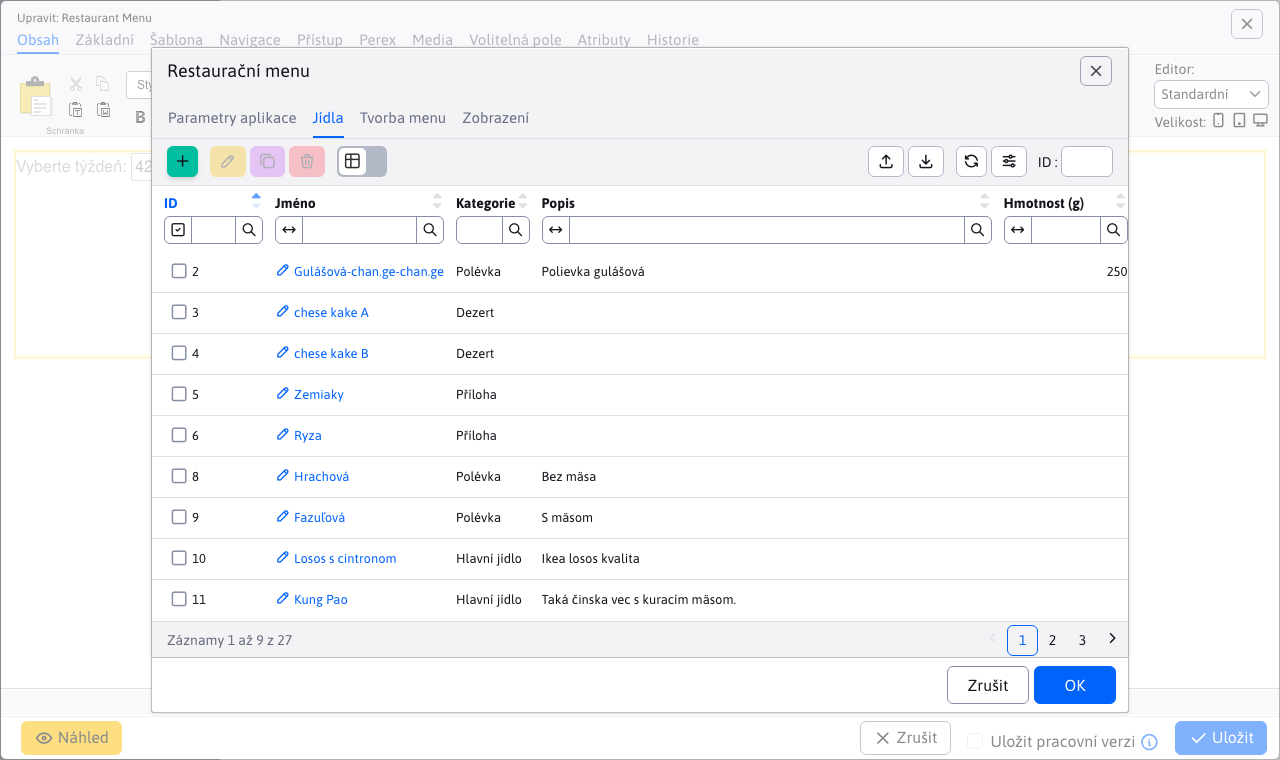 Upravit: Restaurant Menu
Obsah Základní Šablona Navigace Přístup Perex Media Volitelná pole Atributy Historie
Schránka
B
Vyberte týždeň: 42
Editor:
Standardní
Velikost:
Restaurační menu
Parametry aplikace Jídla Tvorba menu Zobrazení
ID :
ID Jméno Kategorie Popis Hmotnost (g)
2 Gulášová-chan.ge-chan.ge Polévka Polievka gulášová 250
3 chese kake A Dezert
4 chese kake B Dezert
5 Zemiaky Příloha
6 Ryza Příloha
8 Hrachová Polévka Bez mäsa
9 Fazuľová Polévka S mäsom
10 Losos s cintronom Hlavní jídlo Ikea losos kvalita
11 Kung Pao Hlavní jídlo Taká činska vec s kuracím mäsom.
Záznamy 1 až 9 z 27 1 2 3
Zrušit OK
Náhled Zrušit Uložit pracovní verzi Uložit